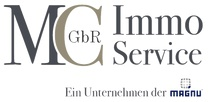 MC GbR Immo
Service
Ein Unternehmen der MAGNU